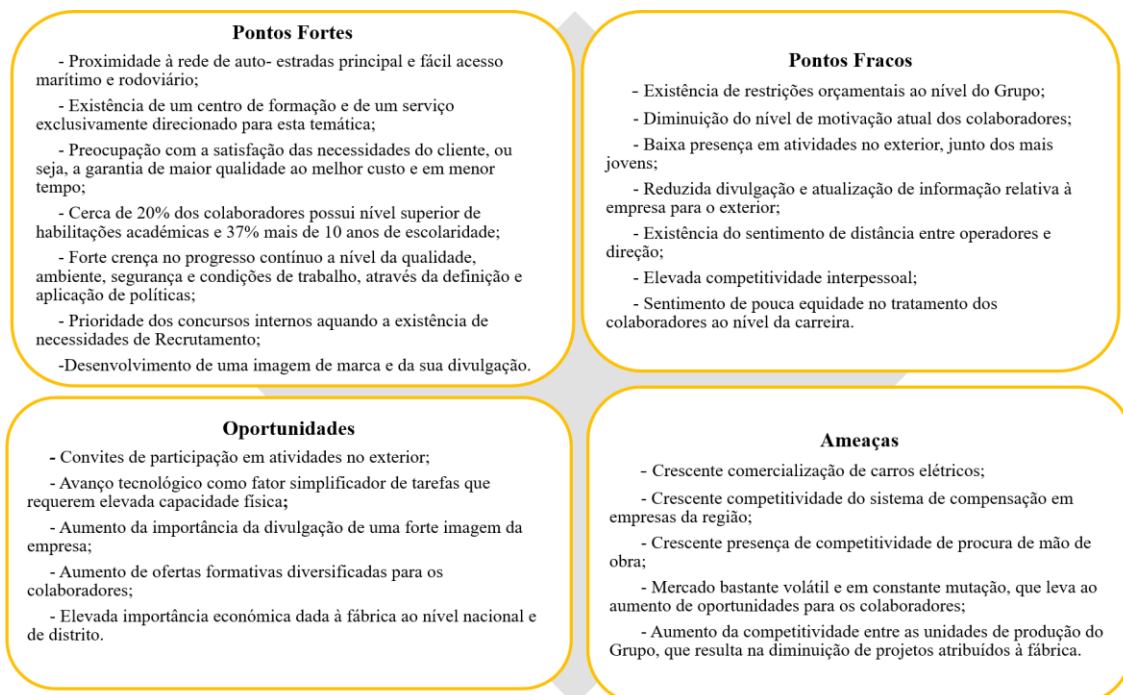 Pontos Fortes
- Proximidade à rede de auto- estradas principal e fácil acesso
marítimo e rodoviário;
- Existência de um centro de formação e de um serviço
exclusivamente direcionado para esta temática;
- Preocupação com a satisfação das necessidades do cliente, ou
seja, a garantia de maior qualidade ao melhor custo e em menor
tempo;
- Cerca de 20% dos colaboradores possui nível superior de
habilitações académicas e 37% mais de 10 anos de escolaridade;
- Forte crença no progresso contínuo a nível da qualidade,
ambiente, segurança e condições de trabalho, através da definição e
aplicação de políticas;
- Prioridade dos concursos internos aquando a existência de
necessidades de Recrutamento;
-Desenvolvimento de uma imagem de marca e da sua divulgação.
Pontos Fracos
- Existência de restrições orçamentais ao nível do Grupo;
- Diminuição do nível de motivação atual dos colaboradores;
- Baixa presença em atividades no exterior, junto dos mais
jovens;
- Reduzida divulgação e atualização de informação relativa à
empresa para o exterior;
- Existência do sentimento de distância entre operadores e
direção;
- Elevada competitividade interpessoal;
- Sentimento de pouca equidade no tratamento dos
colaboradores ao nível da carreira.
Oportunidades
- Convites de participação em atividades no exterior;
- Avanço tecnológico como fator simplificador de tarefas que
requerem elevada capacidade física;
- Aumento da importância da divulgação de uma forte imagem da
empresa;
- Aumento de ofertas formativas diversificadas para os
colaboradores;
- Elevada importância económica dada à fábrica ao nível nacional e
de distrito.
Ameaças
- Crescente comercialização de carros elétricos;
- Crescente competitividade do sistema de compensação em
empresas da região;
- Crescente presença de competitividade de procura de mão de
obra;
- Mercado bastante volátil e em constante mutação, que leva ao
aumento de oportunidades para os colaboradores;
- Aumento da competitividade entre as unidades de produção do
Grupo, que resulta na diminuição de projetos atribuídos à fábrica.